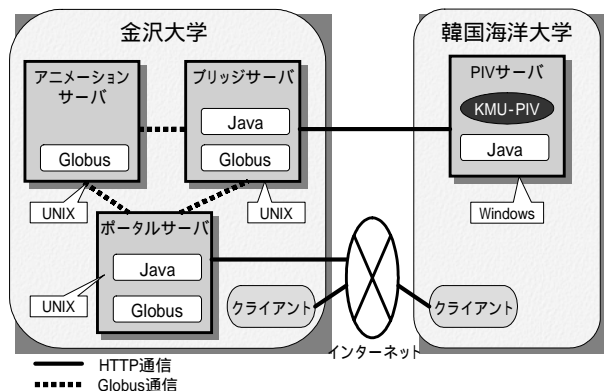 金沢大学
アニメーション
サーバ
Globus
UNIX
ブリッジサーバ
Java
Globus
UNIX
ポータルサーバ
Java
Globus
UNIX
クライアント
インターネット
韓国海洋大学
PIVサーバ
KMU-PIV
Java
Windows
クライアント
HTTP通信
Globus通信